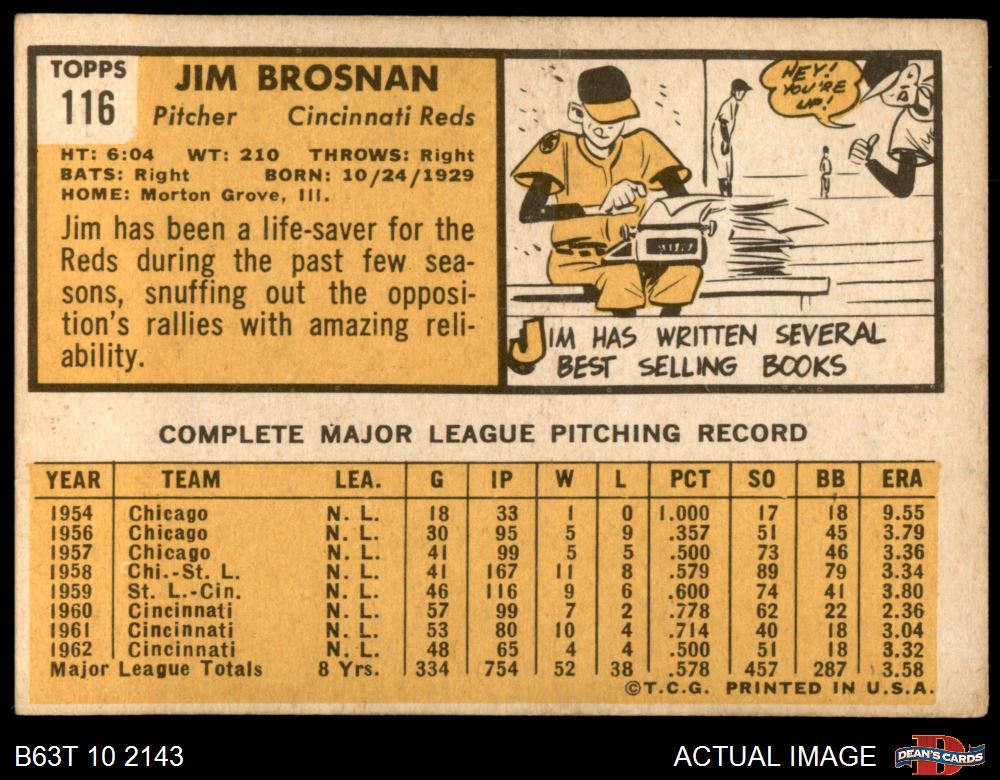 TOPPS
116
JIM BROSNAN
Pitcher Cincinnati Reds
HT: 6:04 WT: 210 THROWS: Right
BATS: Right BORN: 10/24/1929
HOME: Morton Grove, Ill.
Jim has been a life-saver for the
Reds during the past few sea-
sons, snuffing out the opposi-
tion's rallies with amazing reli-
ability.
HEY!
YOU'RE
UP!
JIM HAS WRITTEN SEVERAL
BEST SELLING BOOKS
COMPLETE MAJOR LEAGUE PITCHING RECORD
YEAR TEAM LEA. G IP W L PCT SO BB ERA
1954 Chicago N. L. 18 33 1 0 1.000 17 18 9.55
1956 Chicago N. L. 30 95 5 9 .357 51 45 3.79
1957 Chicago N. L. 41 99 5 5 .500 73 46 3.36
1958 Chi.-St. L. N. L. 41 167 11 8 .579 89 79 3.34
1959 St. L.-Cin. N. L. 46 116 9 6 .600 74 41 3.80
1960 Cincinnati N. L. 57 99 7 2 .778 62 22 2.36
1961 Cincinnati N. L. 53 80 10 4 .714 40 18 3.04
1962 Cincinnati N. L. 48 65 4 4 .500 51 18 3.32
Major League Totals 8 Yrs. 334 754 52 38 .578 457 287 3.58
©T.C.G. PRINTED IN U.S.A.
B63T 10 2143 ACTUAL IMAGE DEAN'S CARDS